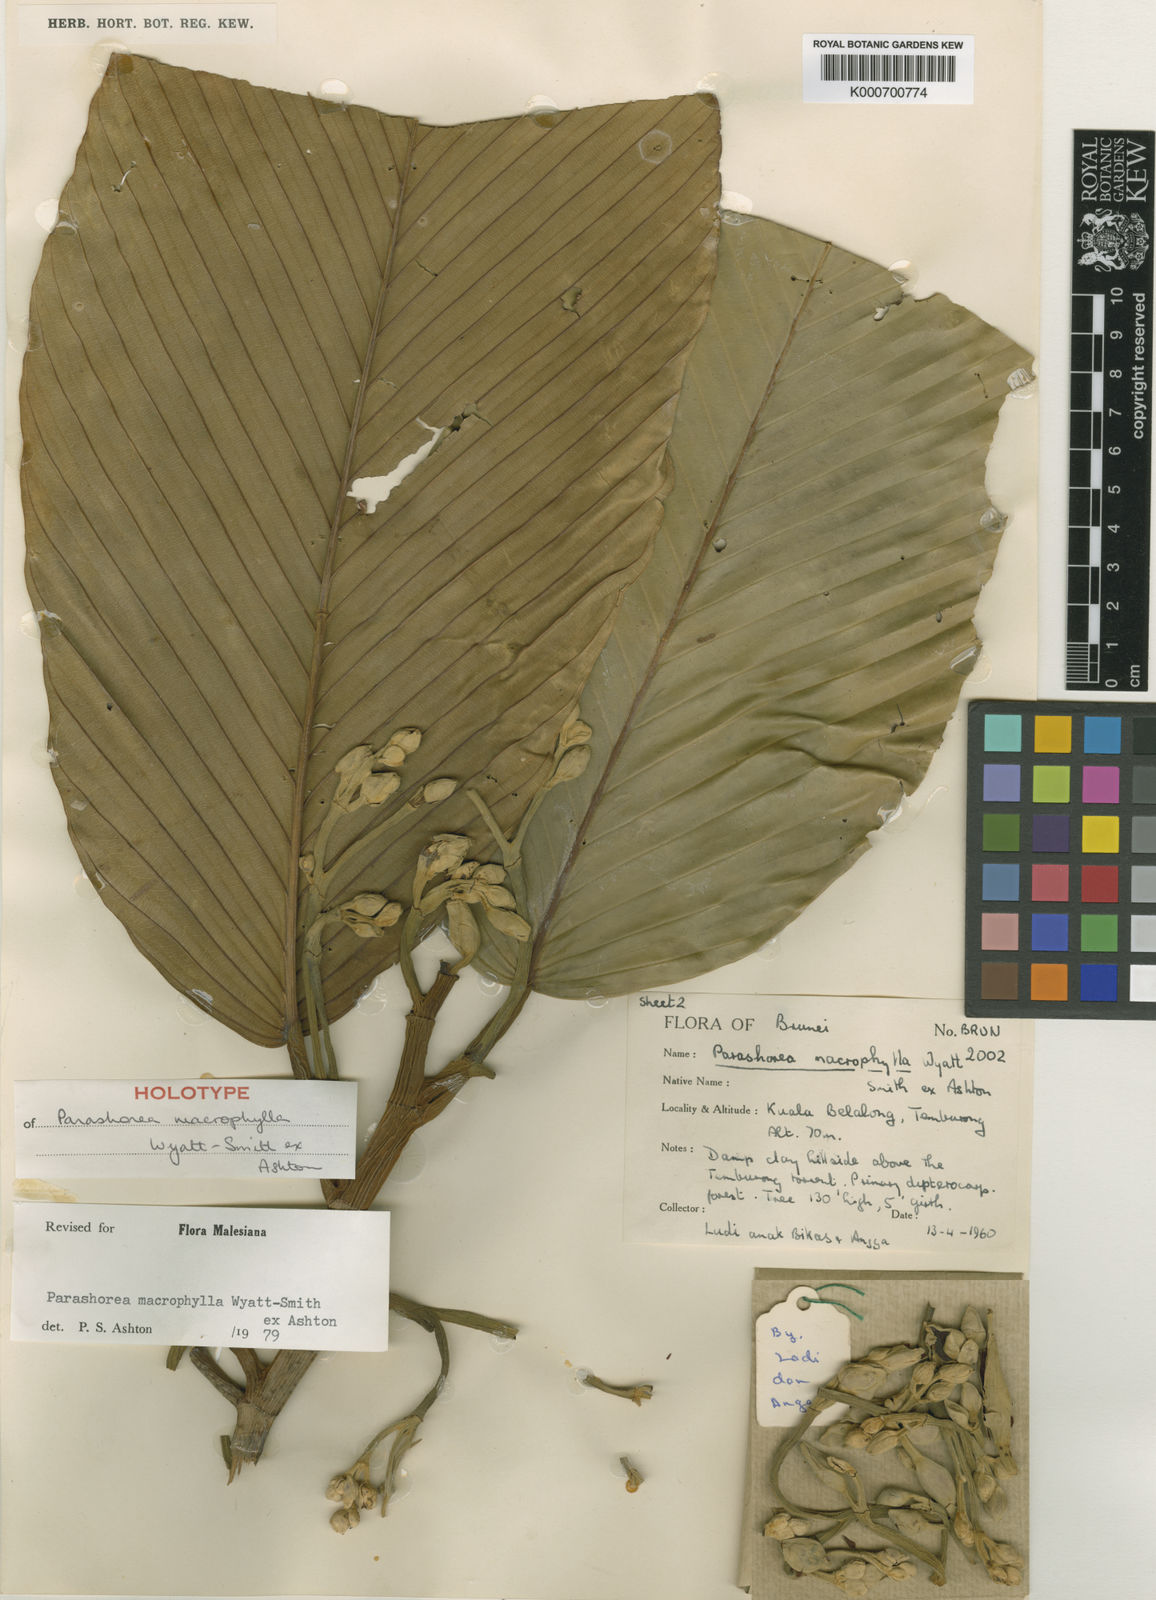 HERB. HORT. BOT. REG. KEW.
ROYAL BOTANIC GARDENS KEW
K000700774
ROYAL
BOTANIC
GARDENS
KEW
0 1 2 3 4 5 6 7 8 9 10
cm
copyright reserved
Sheet 2
FLORA OF Brunei No. BRUN
Name: Parashorea macrophylla Wyatt 2002
Native Name: Smith ex Ashton
Locality & Altitude: Kuala Belalong, Temburong
Alt. 70m.
Notes: Damp clay hillside above the
Temburong torrent. Primary dipterocarp
forest. Tree 130' high, 5' girth.
Collector: Date: 13-4-1960
Ludi anak Bikas + Angga
HOLOTYPE
of Parashorea macrophylla
Wyatt-Smith ex
Ashton
Revised for Flora Malesiana
Parashorea macrophylla Wyatt-Smith
ex Ashton
det. P. S. Ashton /19 79
By.
Ladi
dan